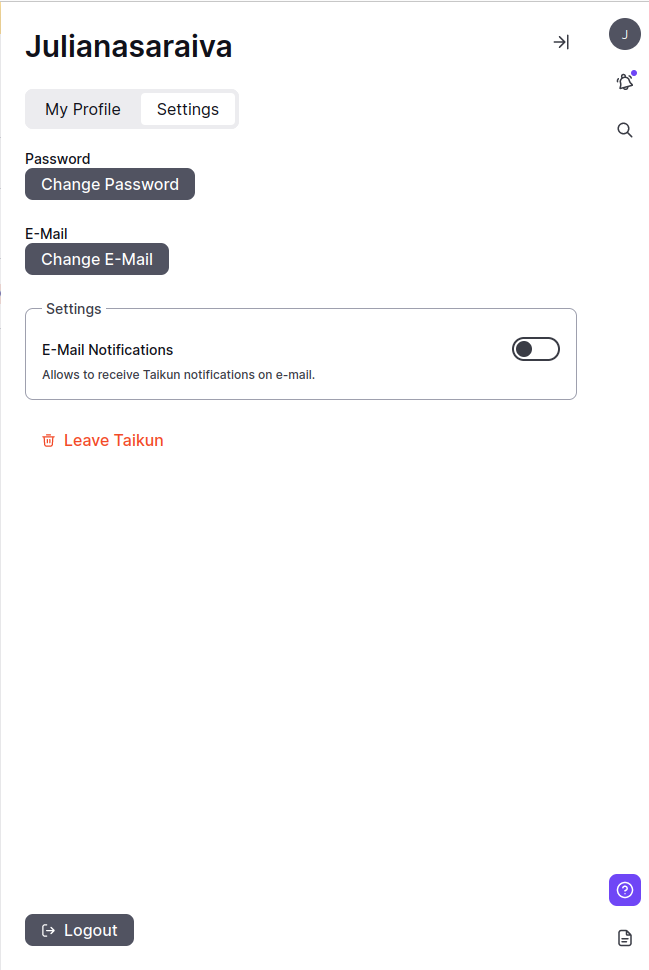 Julianasaraiva
J
My Profile
Settings
Password
Change Password
E-Mail
Change E-Mail
Settings
E-Mail Notifications
Allows to receive Taikun notifications on e-mail.
Leave Taikun
Logout